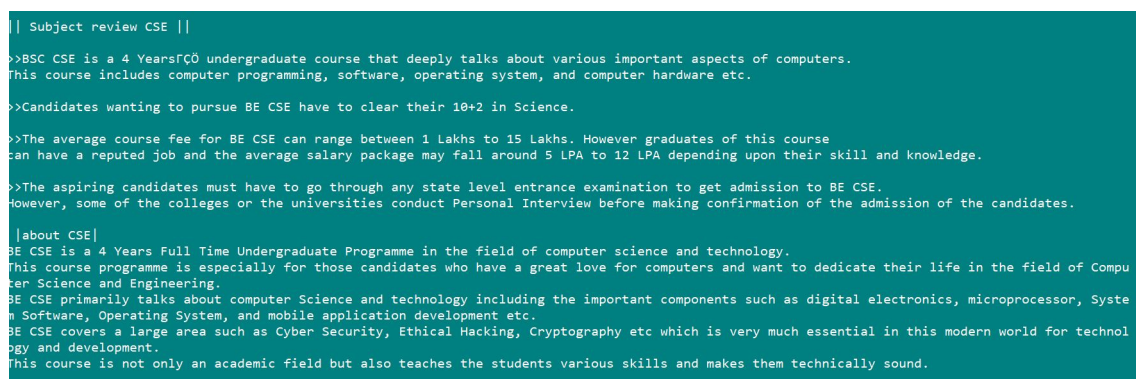 || Subject review CSE ||
>>BSC CSE is a 4 YearsΓÇÖ undergraduate course that deeply talks about various important aspects of computers.
This course includes computer programming, software, operating system, and computer hardware etc.
>>Candidates wanting to pursue BE CSE have to clear their 10+2 in Science.
>>The average course fee for BE CSE can range between 1 Lakhs to 15 Lakhs. However graduates of this course
can have a reputed job and the average salary package may fall around 5 LPA to 12 LPA depending upon their skill and knowledge.
>>The aspiring candidates must have to go through any state level entrance examination to get admission to BE CSE.
However, some of the colleges or the universities conduct Personal Interview before making confirmation of the admission of the candidates.
|about CSE|
BE CSE is a 4 Years Full Time Undergraduate Programme in the field of computer science and technology.
This course programme is especially for those candidates who have a great love for computers and want to dedicate their life in the field of Compu
ter Science and Engineering.
BE CSE primarily talks about computer Science and technology including the important components such as digital electronics, microprocessor, Syste
m Software, Operating System, and mobile application development etc.
BE CSE covers a large area such as Cyber Security, Ethical Hacking, Cryptography etc which is very much essential in this modern world for technol
ogy and development.
This course is not only an academic field but also teaches the students various skills and makes them technically sound.